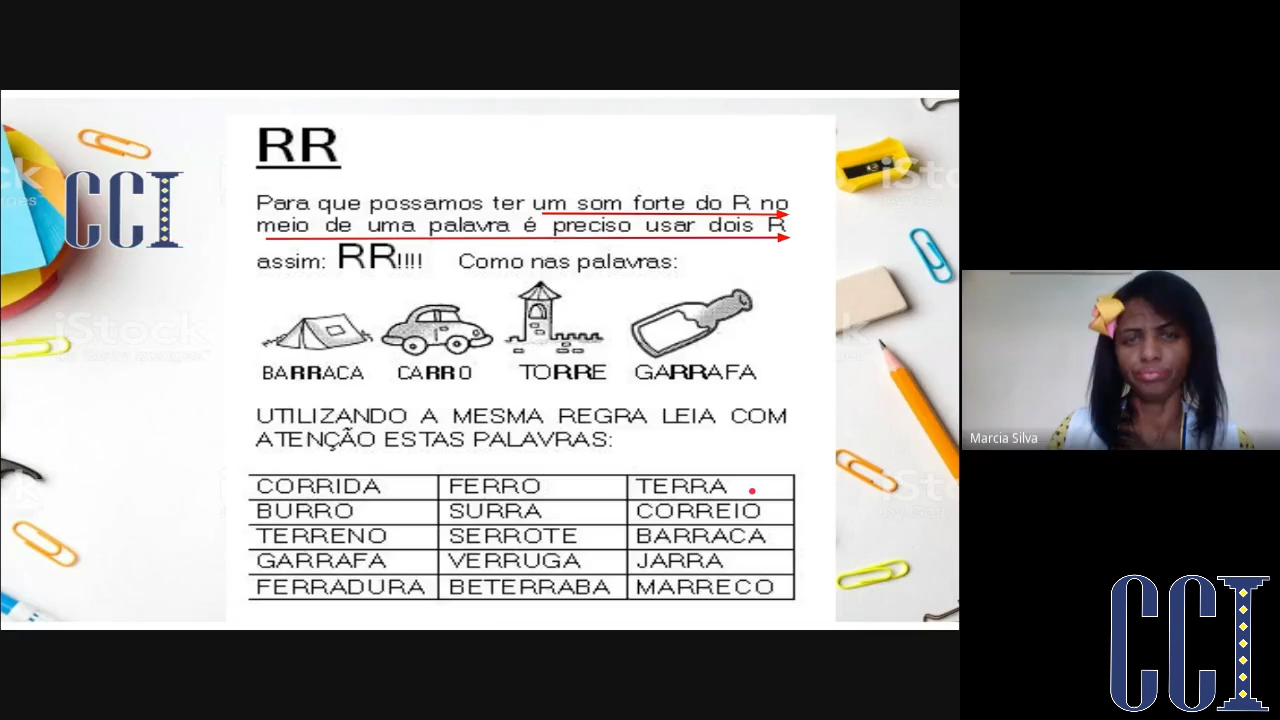 RR
Para que possamos ter um som forte do R no
meio de uma palavra é preciso usar dois R
assim: RR!!!! Como nas palavras:
BARRACA CARRO TORRE GARRAFA
UTILIZANDO A MESMA REGRA LEIA COM
ATENÇÃO ESTAS PALAVRAS:
CORRIDA FERRO TERRA
BURRO SURRA CORREIO
TERRENO SERROTE BARRACA
GARRAFA VERRUGA JARRA
FERRADURA BETERRABA MARRECO
CCI
iStock
iStock
Marcia Silva
CCI